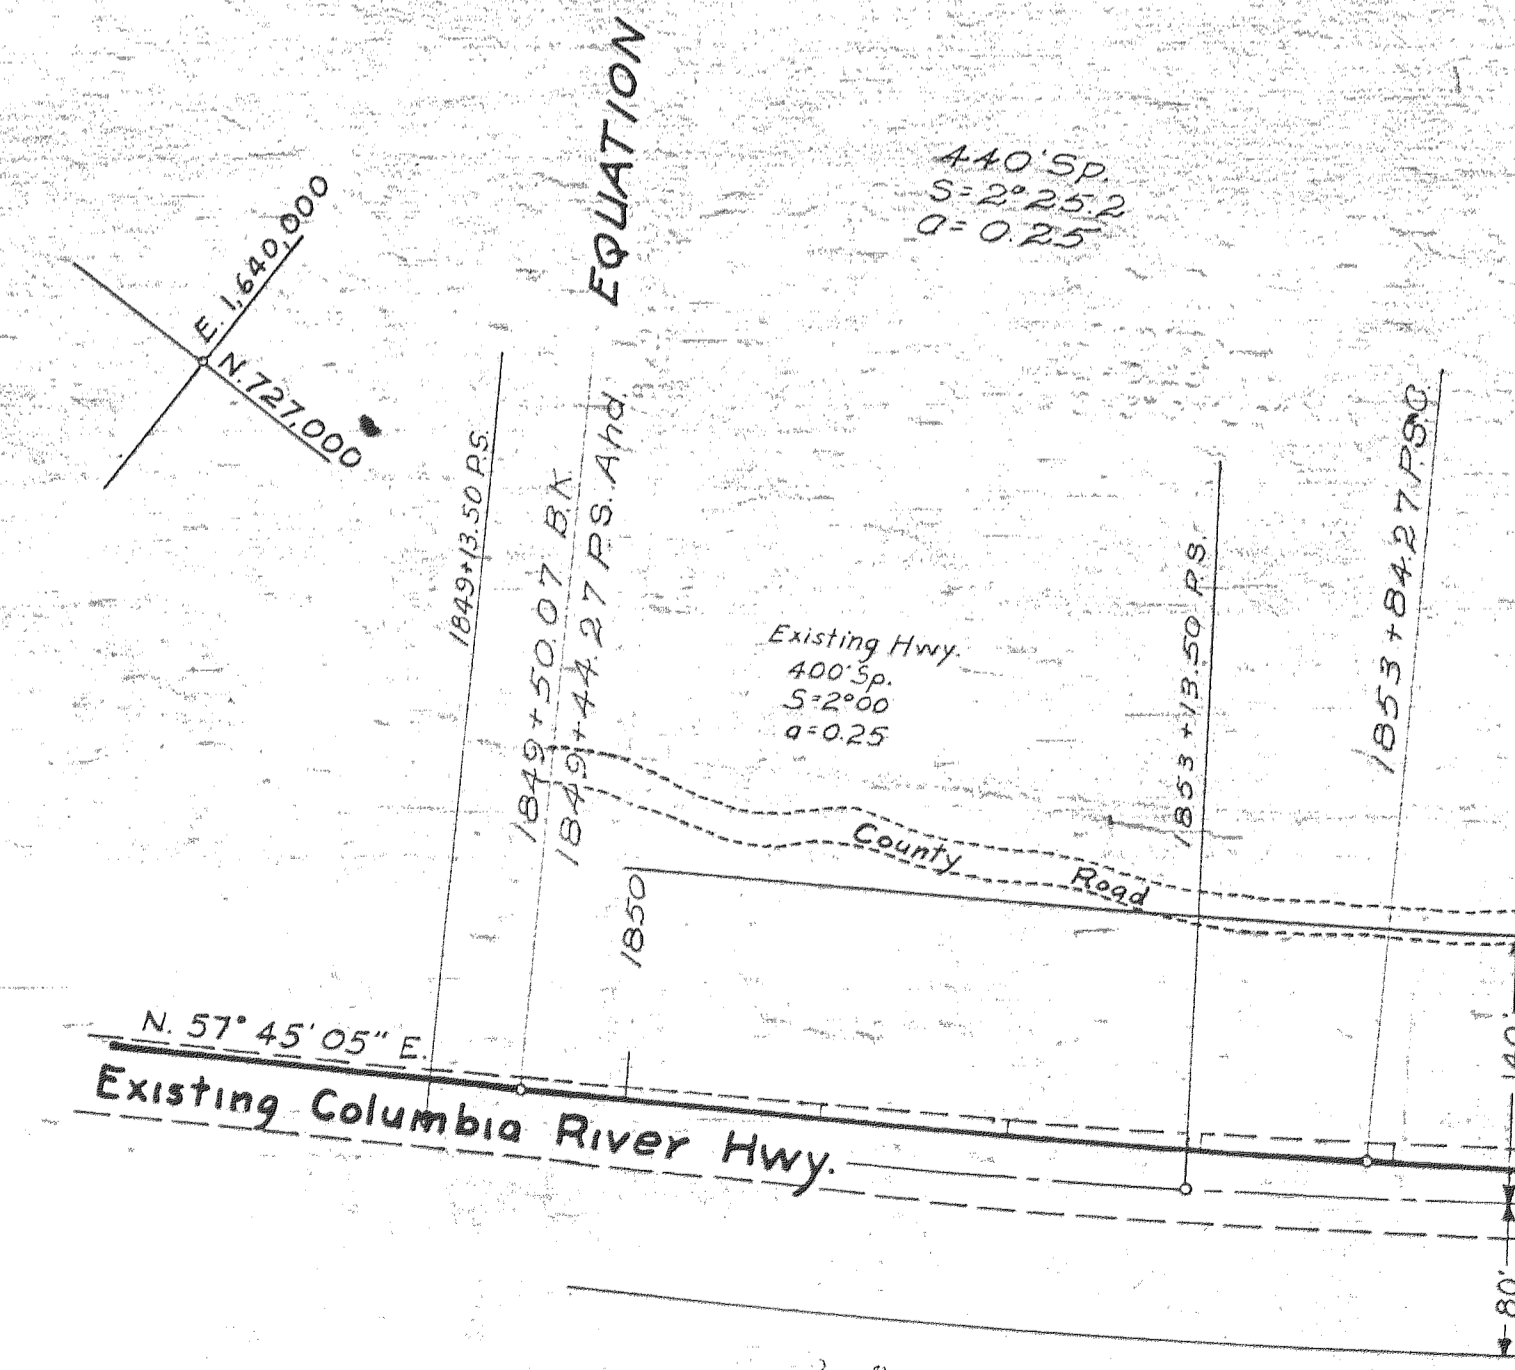 EQUATION
440' Sp.
S=2°25.2
a=0.25
E. 1,640,000
N. 727,000
1849+13.50 P.S.
1849+50.07 BK
1849+44.27 P.S. Ahd.
Existing Hwy.
400' Sp.
S=2°00
a=0.25
1853+13.50 P.S.
1853+84.27 P.S.C.
County Road
1850
N. 57° 45' 05" E.
Existing Columbia River Hwy.
80'